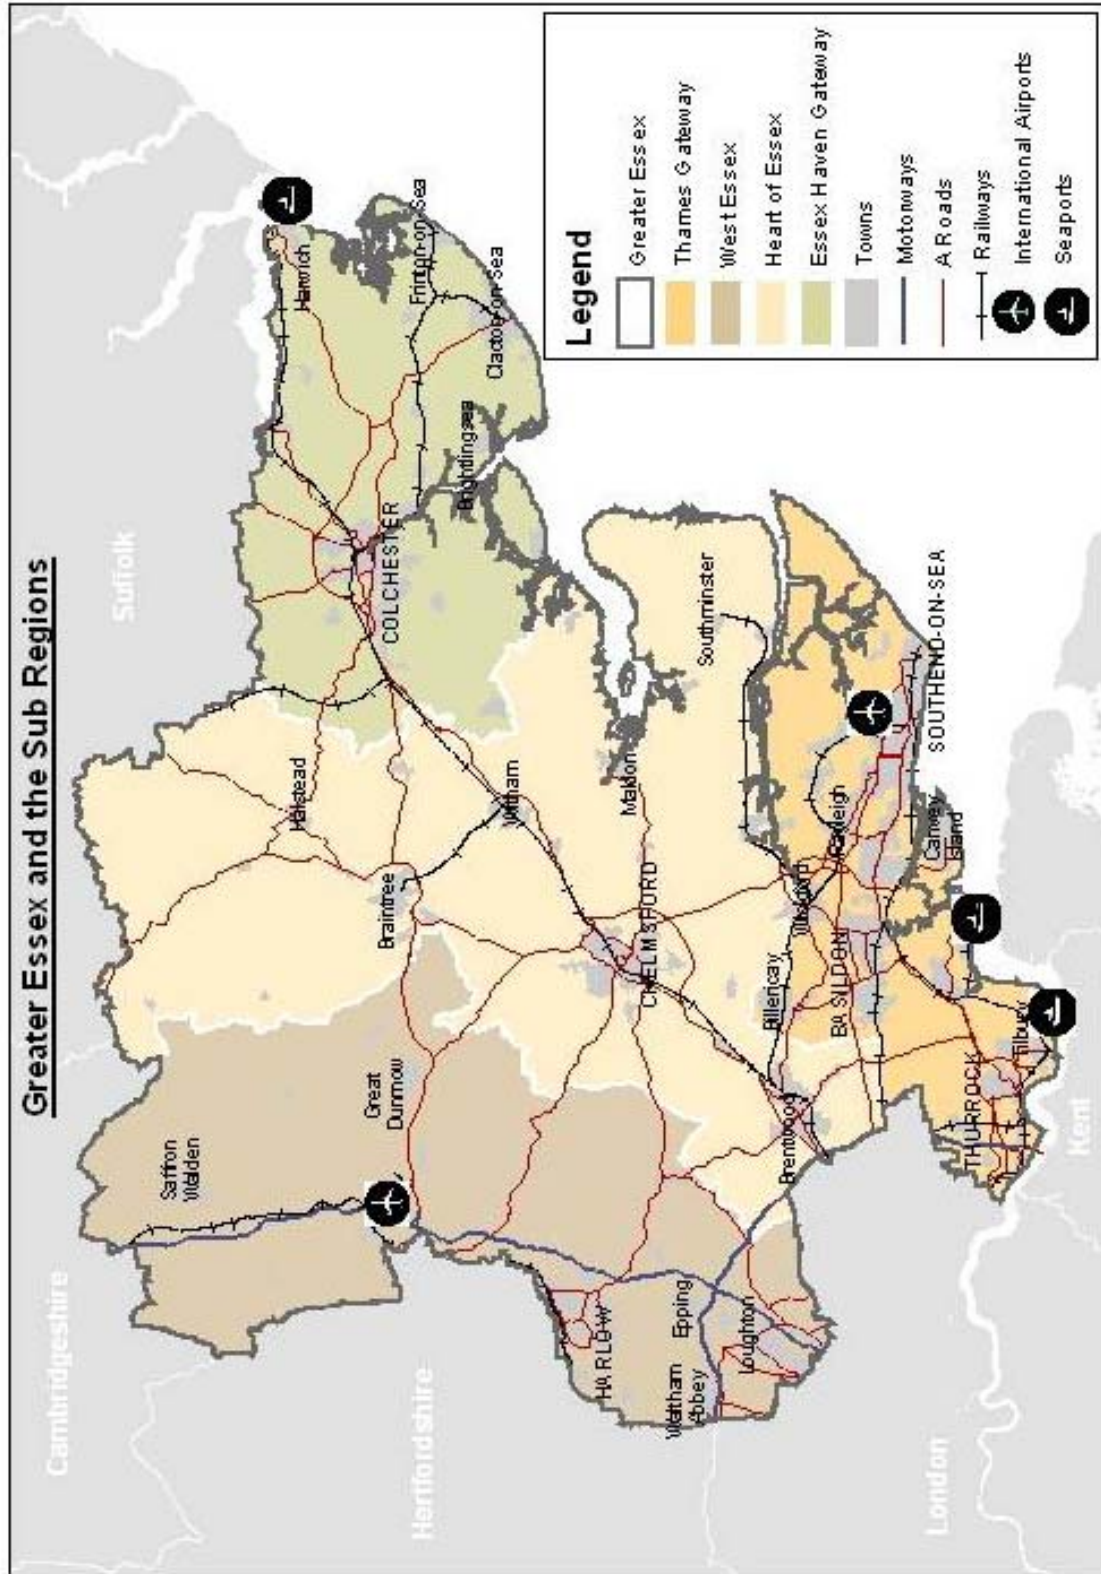 Greater Essex and the Sub Regions
Cambridgeshire
Suffolk
Hertfordshire
London
Kent
Saffron
Walden
Great
Dunmow
Halstead
Braintree
COLCHESTER
Harwich
Frinton-on-Sea
Clacton-on-Sea
Brightlingsea
Witham
Maldon
CHELMSFORD
Southminster
HARLOW
Epping
Waltham
Abbey
Loughton
Brentwood
Billericay
Wickford
Rayleigh
BASILDON
SOUTHEND-ON-SEA
Canvey
Island
THURROCK
Tilbury
Legend
Greater Essex
Thames Gateway
West Essex
Heart of Essex
Essex Haven Gateway
Towns
Motorways
A Roads
Railways
International Airports
Seaports